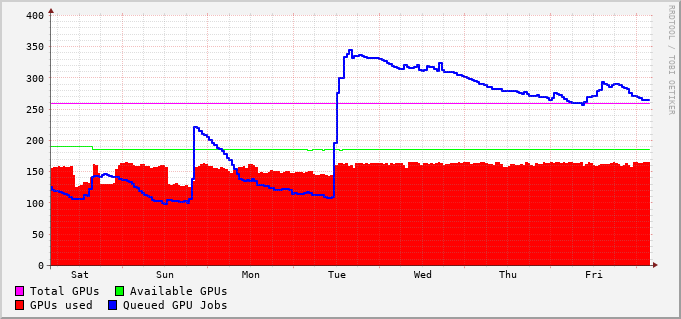 400
350
300
250
200
150
100
50
0
Sat Sun Mon Tue Wed Thu Fri
Total GPUs Available GPUs
GPUs used Queued GPU Jobs
RRDTOOL / TOBI OETIKER